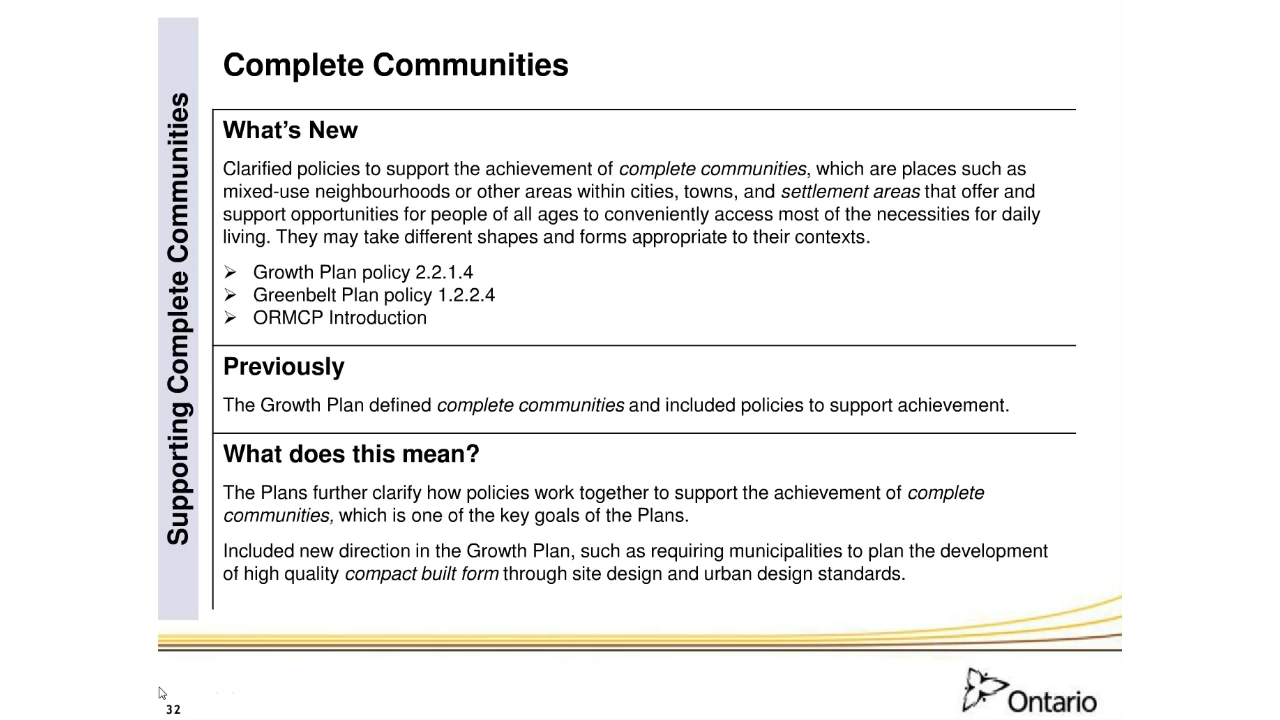 Supporting Complete Communities
Complete Communities
What's New
Clarified policies to support the achievement of complete communities, which are places such as
mixed-use neighbourhoods or other areas within cities, towns, and settlement areas that offer and
support opportunities for people of all ages to conveniently access most of the necessities for daily
living. They may take different shapes and forms appropriate to their contexts.
➢ Growth Plan policy 2.2.1.4
➢ Greenbelt Plan policy 1.2.2.4
➢ ORMCP Introduction
Previously
The Growth Plan defined complete communities and included policies to support achievement.
What does this mean?
The Plans further clarify how policies work together to support the achievement of complete
communities, which is one of the key goals of the Plans.
Included new direction in the Growth Plan, such as requiring municipalities to plan the development
of high quality compact built form through site design and urban design standards.
32
Ontario